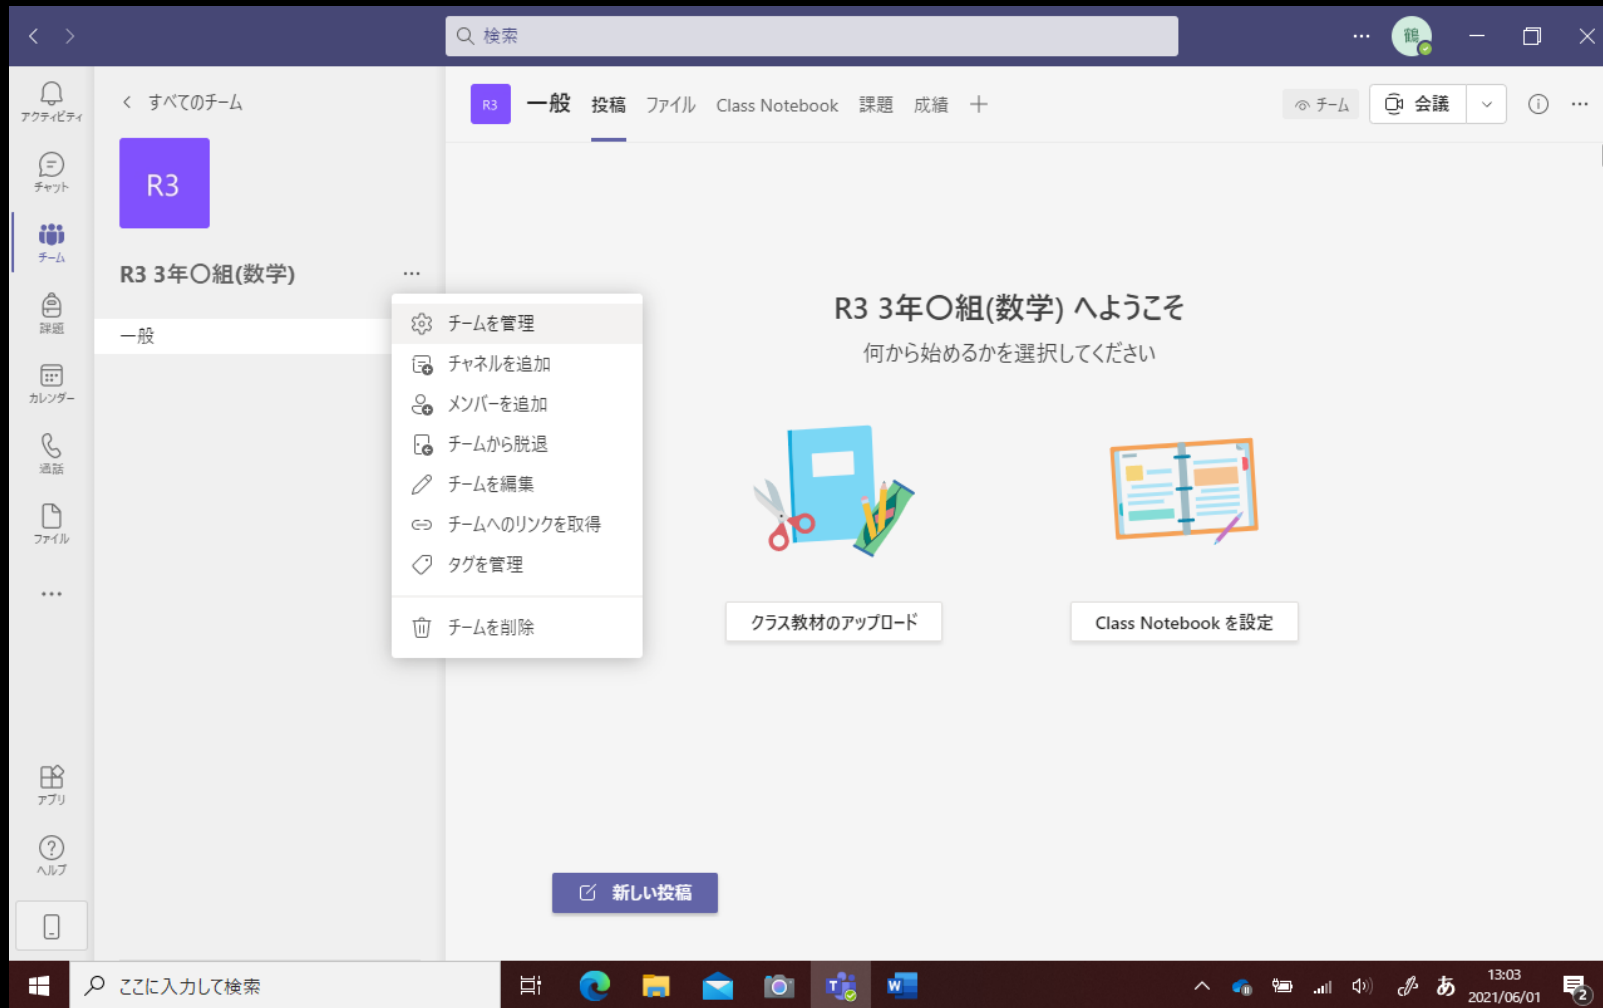 検索
鶴
アクティビティ
チャット
チーム
課題
カレンダー
通話
ファイル
アプリ
ヘルプ
すべてのチーム
R3
R3 3年〇組(数学)
一般
チームを管理
チャネルを追加
メンバーを追加
チームから脱退
チームを編集
チームへのリンクを取得
タグを管理
チームを削除
R3 一般 投稿 ファイル Class Notebook 課題 成績
チーム 会議
R3 3年〇組(数学) へようこそ
何から始めるかを選択してください
クラス教材のアップロード
Class Notebook を設定
新しい投稿
ここに入力して検索
T
W
あ
13:03
2021/06/01
2